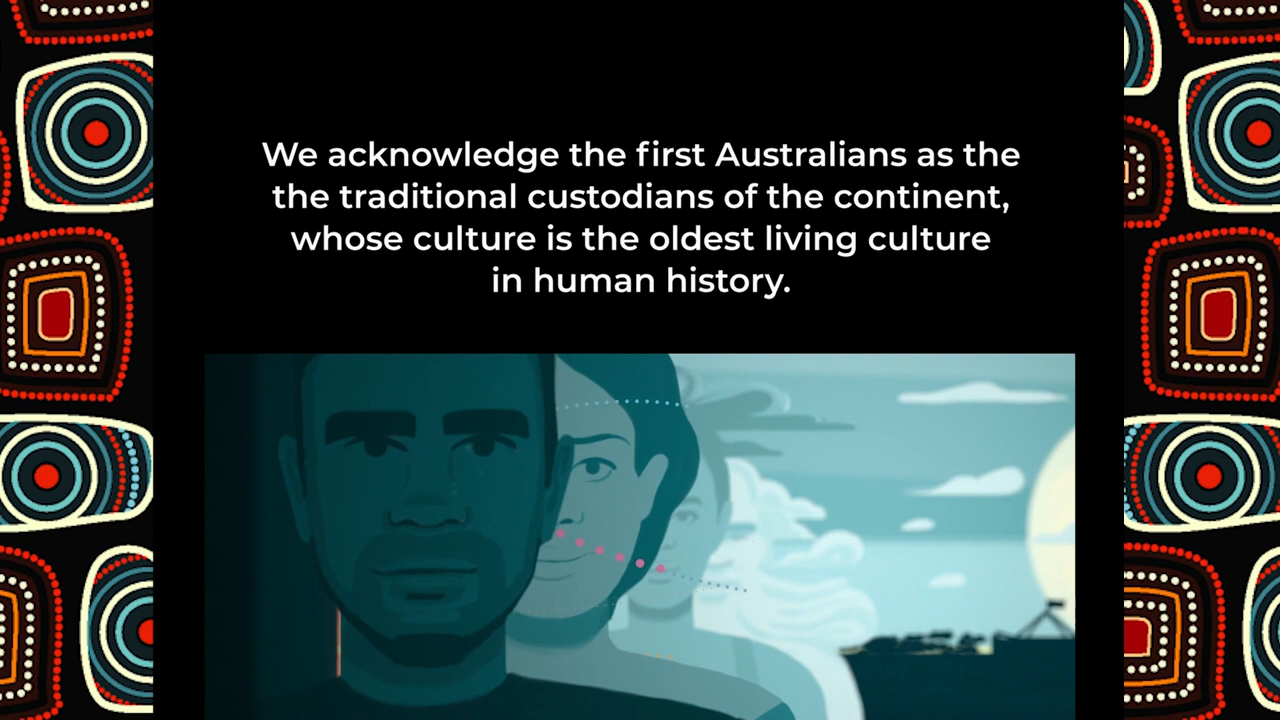 We acknowledge the first Australians as the
the traditional custodians of the continent,
whose culture is the oldest living culture
in human history.